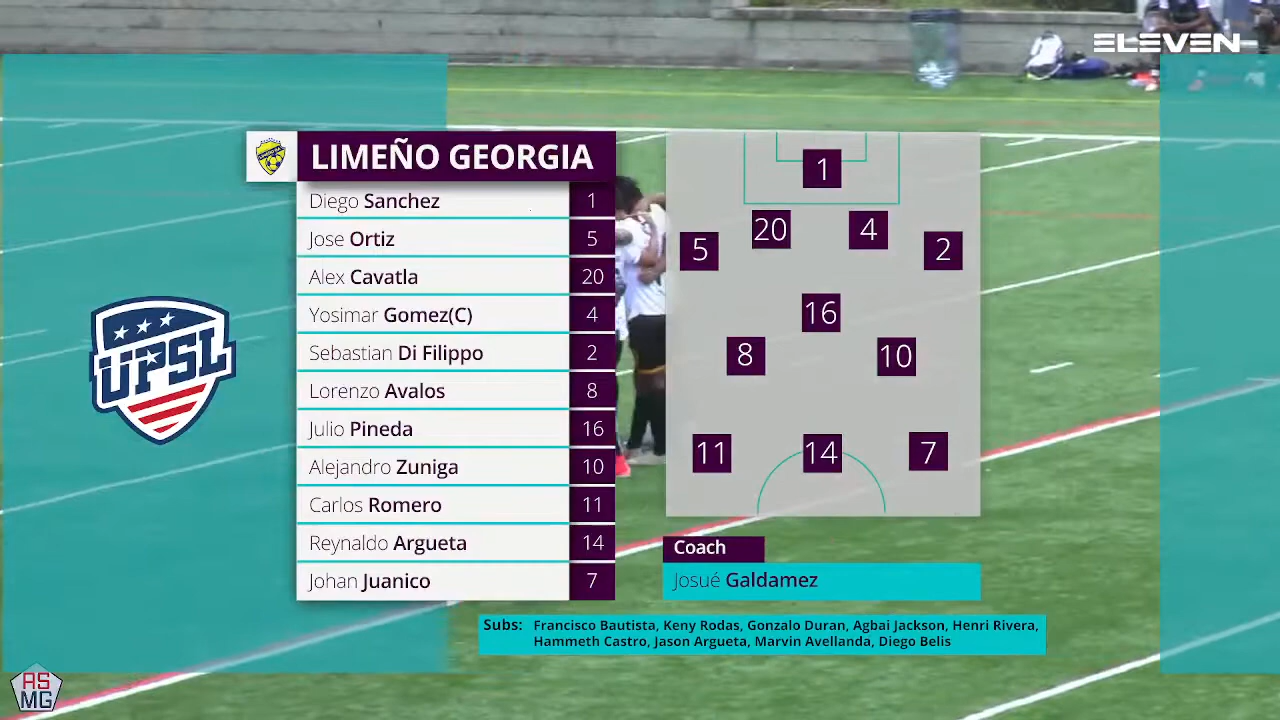 ELEVEN
LIMEÑO GEORGIA
Diego Sanchez 1
Jose Ortiz 5
Alex Cavatla 20
Yosimar Gomez(C) 4
Sebastian Di Filippo 2
Lorenzo Avalos 8
Julio Pineda 16
Alejandro Zuniga 10
Carlos Romero 11
Reynaldo Argueta 14
Johan Juanico 7
UPSL
1
20 4
5 2
16
8 10
11 14 7
Coach
Josué Galdamez
Subs: Francisco Bautista, Keny Rodas, Gonzalo Duran, Agbai Jackson, Henri Rivera,
Hammeth Castro, Jason Argueta, Marvin Avellanda, Diego Belis
AS
MG